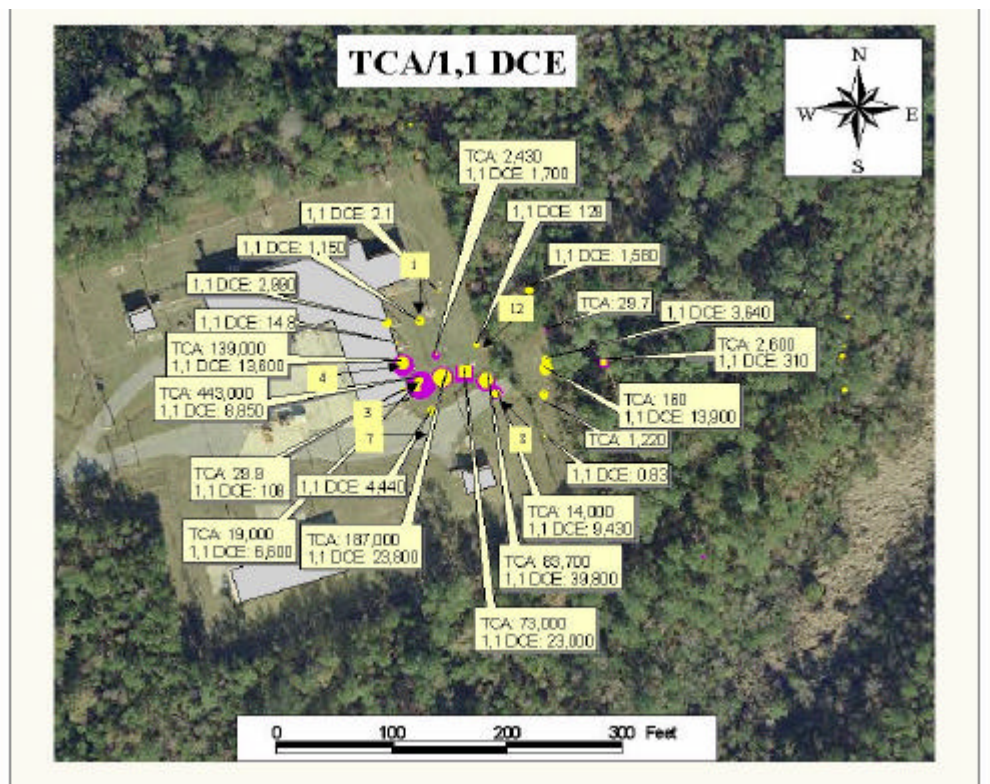 TCA/1,1 DCE
N
W E
S
TCA: 2,430
1,1 DCE: 1,700
1,1 DCE: 2.1
1,1 DCE: 128
1,1 DCE: 1,150
1
1,1 DCE: 1,580
1,1 DCE: 2,990
12
TCA: 29.7
1,1 DCE: 3,640
1,1 DCE: 14.8
TCA: 139,000
1,1 DCE: 13,600
TCA: 2,600
1,1 DCE: 310
4
TCA: 443,000
1,1 DCE: 8,850
TCA: 160
1,1 DCE: 13,900
3
7
8
TCA: 1,220
TCA: 29.8
1,1 DCE: 108
1,1 DCE: 4,440
1,1 DCE: 0.83
TCA: 14,000
1,1 DCE: 9,430
TCA: 19,000
1,1 DCE: 6,600
TCA: 187,000
1,1 DCE: 23,800
TCA: 83,700
1,1 DCE: 39,800
TCA: 73,000
1,1 DCE: 23,000
0 100 200 300 Feet